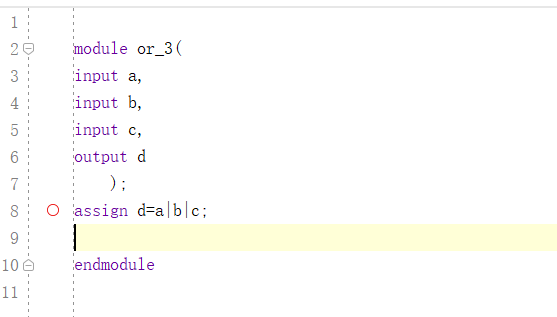 1
2 module or_3(
3 input a,
4 input b,
5 input c,
6 output d
7     );
8 assign d=a|b|c;
9
10 endmodule
11